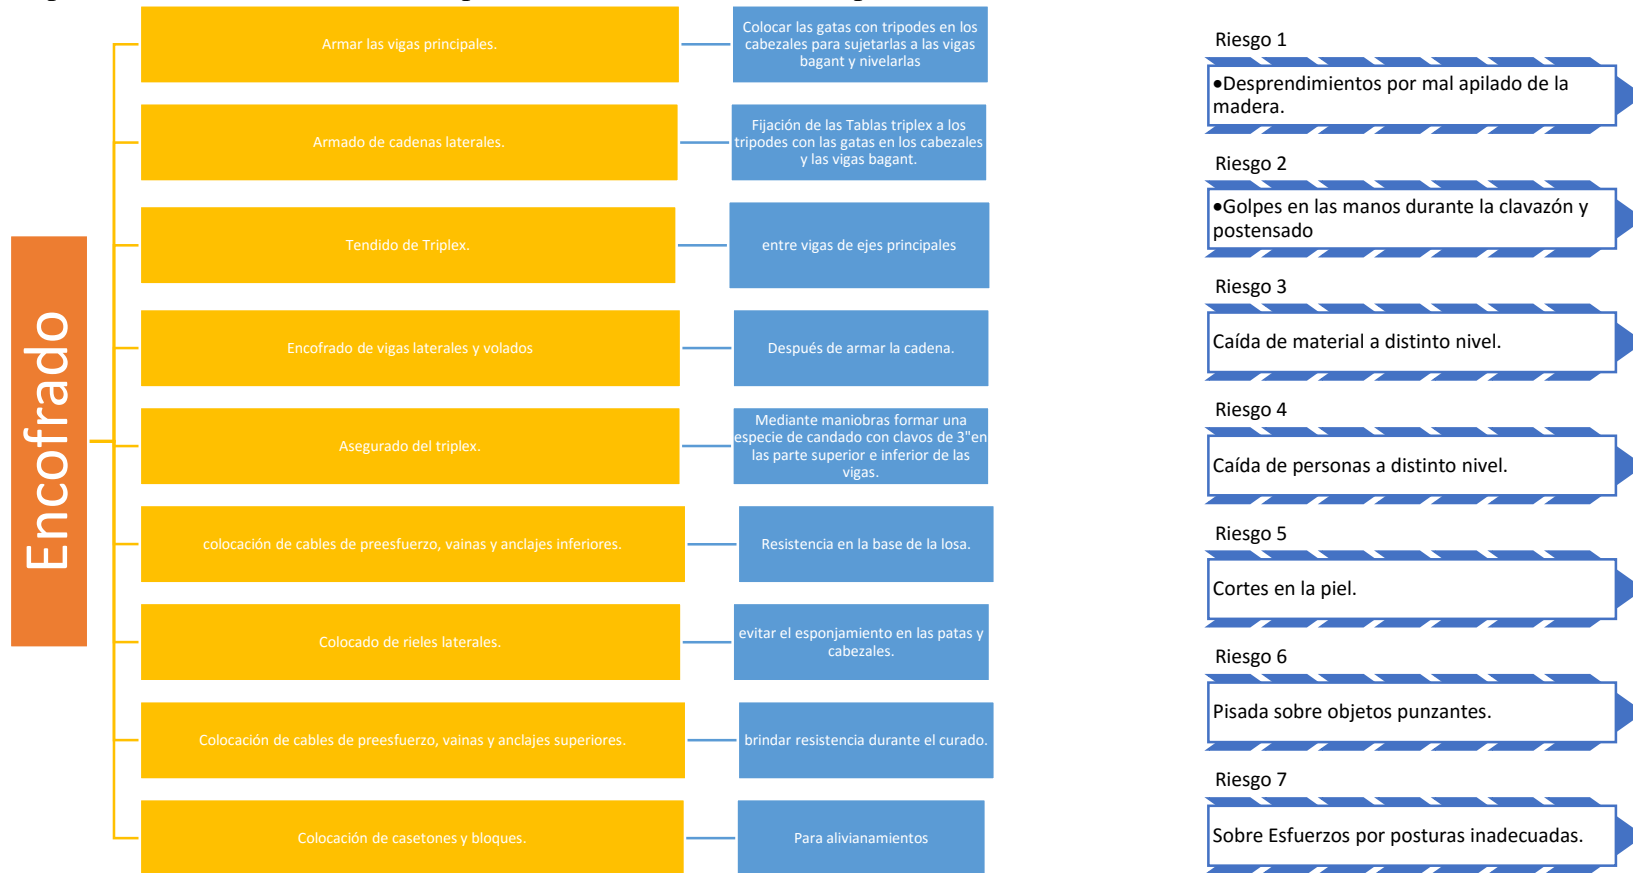 Encofrado
Armar las vigas principales.
Colocar las gatas con tripodes en los
cabezales para sujetarlas a las vigas
bagant y nivelarlas
Armado de cadenas laterales.
Fijación de las Tablas triplex a los
tripodes con las gatas en los cabezales
y las vigas bagant.
Tendido de Triplex.
entre vigas de ejes principales
Encofrado de vigas laterales y volados
Después de armar la cadena.
Asegurado del triplex.
Mediante maniobras formar una
especie de candado con clavos de 3"en
las parte superior e inferior de las
vigas.
colocación de cables de preesfuerzo, vainas y anclajes inferiores.
Resistencia en la base de la losa.
Colocado de rieles laterales.
evitar el esponjamiento en las patas y
cabezales.
Colocación de cables de preesfuerzo, vainas y anclajes superiores.
brindar resistencia durante el curado.
Colocación de casetones y bloques.
Para alivianamientos
Riesgo 1
•Desprendimientos por mal apilado de la
madera.
Riesgo 2
•Golpes en las manos durante la clavazón y
postensado
Riesgo 3
Caída de material a distinto nivel.
Riesgo 4
Caída de personas a distinto nivel.
Riesgo 5
Cortes en la piel.
Riesgo 6
Pisada sobre objetos punzantes.
Riesgo 7
Sobre Esfuerzos por posturas inadecuadas.